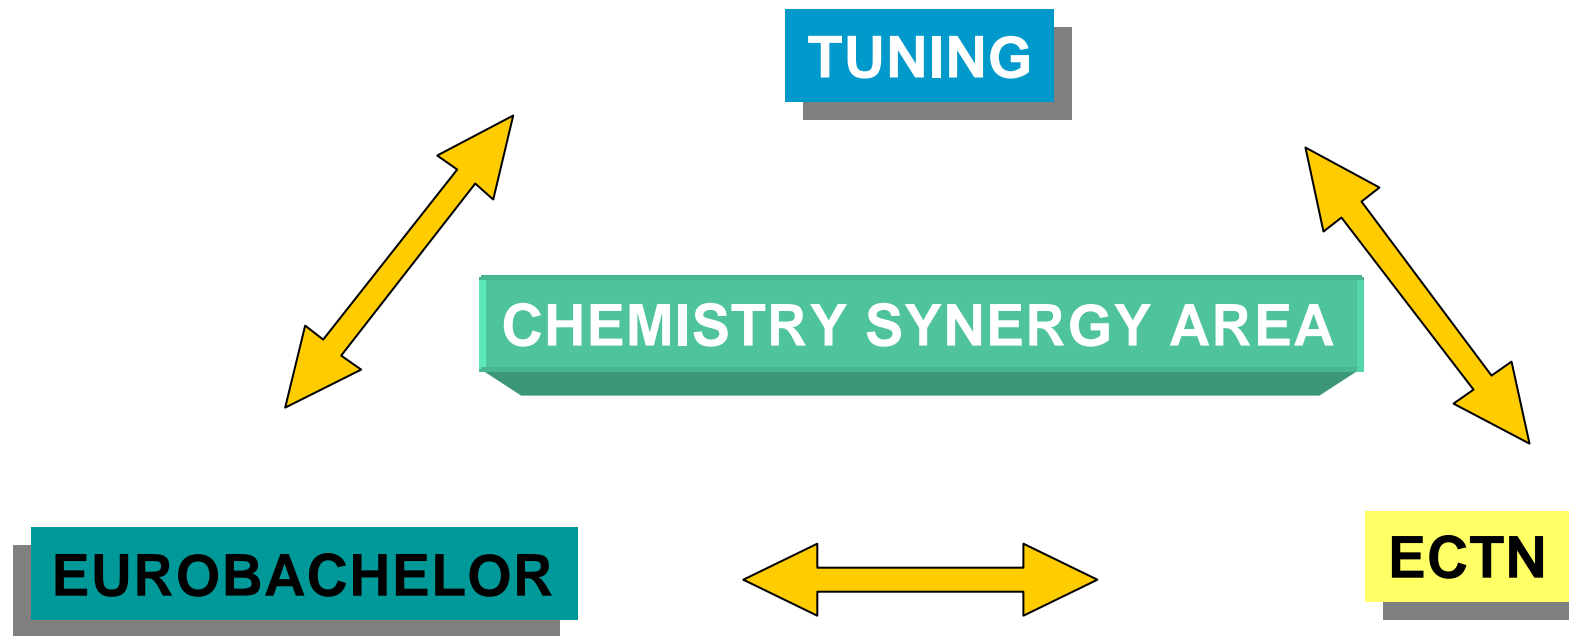 TUNING
CHEMISTRY SYNERGY AREA
EUROBACHELOR
ECTN